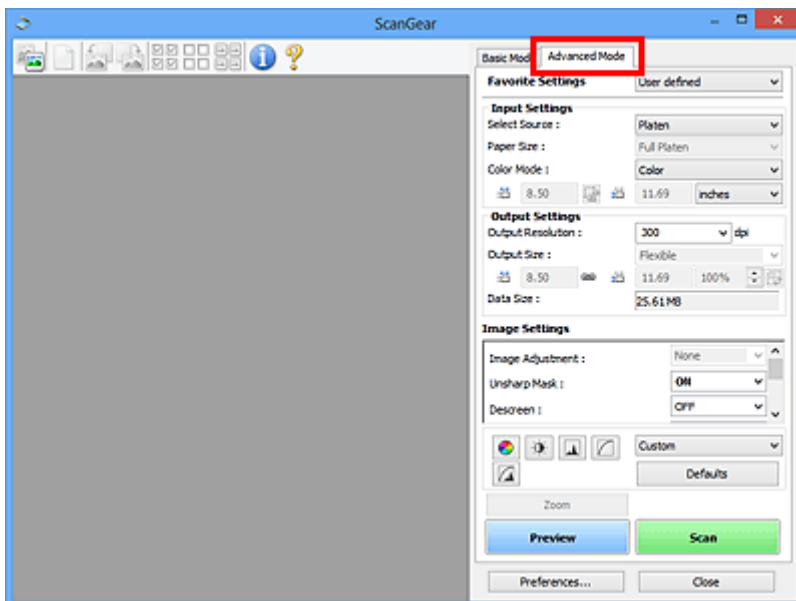 ScanGear
Basic Mod Advanced Mode
Favorite Settings User defined
Input Settings
Select Source : Platen
Paper Size : Full Platen
Color Mode : Color
8.50 11.69 inches
Output Settings
Output Resolution : 300 dpi
Output Size : Flexible
8.50 11.69 100%
Data Size : 25.61MB
Image Settings
Image Adjustment : None
Unsharp Mask : ON
Descreen : OFF
Custom
Defaults
Zoom
Preview Scan
Preferences... Close